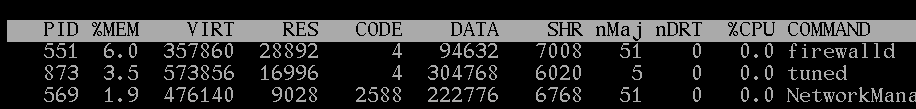 PID %MEM VIRT RES CODE DATA SHR nMaj nDRT %CPU COMMAND
551 6.0 357860 28892 4 94632 7008 51 0 0.0 firewalld
873 3.5 573856 16996 4 304768 6020 5 0 0.0 tuned
569 1.9 476140 9028 2588 222776 6768 51 0 0.0 NetworkMana